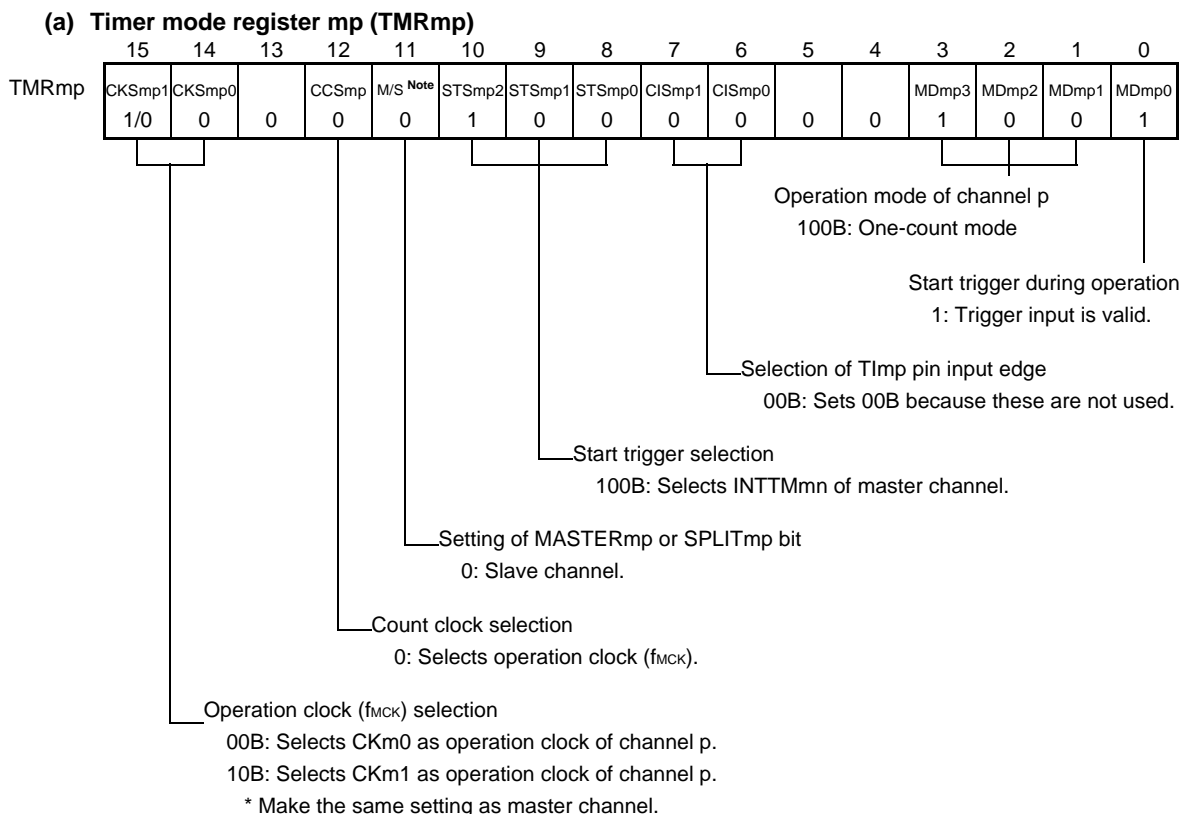 (a) Timer mode register mp (TMRmp)
15 14 13 12 11 10 9 8 7 6 5 4 3 2 1 0
TMRmp CKSmp1 CKSmp0 CCSmp M/S Note STSmp2 STSmp1 STSmp0 CISmp1 CISmp0 MDmp3 MDmp2 MDmp1 MDmp0
1/0 0 0 0 0 1 0 0 0 0 0 0 1 0 0 1
Operation mode of channel p
100B: One-count mode
Start trigger during operation
1: Trigger input is valid.
Selection of TImp pin input edge
00B: Sets 00B because these are not used.
Start trigger selection
100B: Selects INTTMmn of master channel.
Setting of MASTERmp or SPLITmp bit
0: Slave channel.
Count clock selection
0: Selects operation clock (fMCK).
Operation clock (fMCK) selection
00B: Selects CKm0 as operation clock of channel p.
10B: Selects CKm1 as operation clock of channel p.
* Make the same setting as master channel.